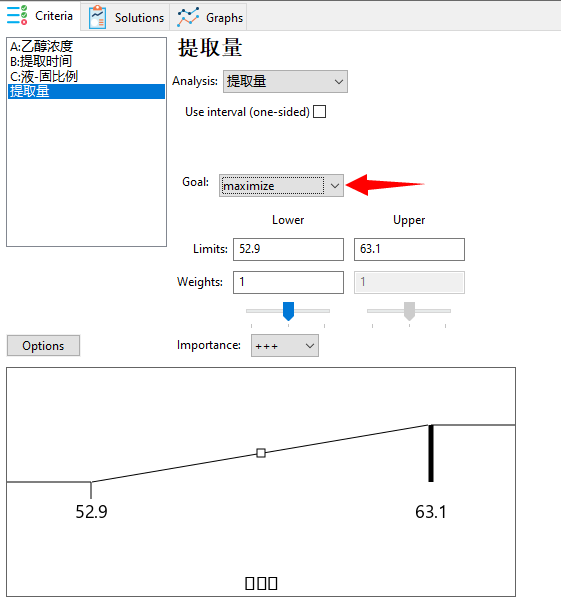 Criteria
Solutions
Graphs
A:乙醇浓度
B:提取时间
C:液-固比例
提取量
提取量
Analysis: 提取量
Use interval (one-sided)
Goal: maximize
Lower Upper
Limits: 52.9 63.1
Weights: 1 1
Options
Importance: +++
52.9 63.1